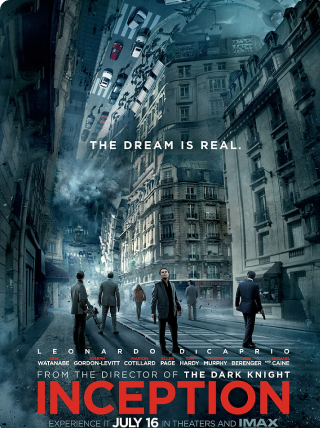 THE DREAM IS REAL.
LEONARDO DICAPRIO
WATANABE GORDON-LEVITT COTILLARD PAGE HARDY MURPHY BERENGER AND CAINE
FROM THE DIRECTOR OF THE DARK KNIGHT
INCEPTION
EXPERIENCE IT JULY 16 IN THEATERS AND IMAX